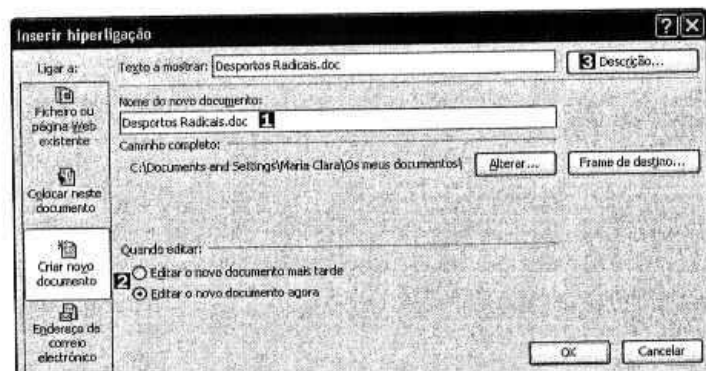 Inserir hiperligação
Ligar a:
Texto a mostrar: Desportos Radicais.doc
3 Descrição...
Ficheiro ou
página Web
existente
Nome do novo documento:
Desportos Radicais.doc 1
Caminho completo:
C:\Documents and Settings\Maria Clara\Os meus documentos\
Alterar...
Frame de destino...
Colocar neste
documento
Criar novo
documento
Quando editar:
2
Editar o novo documento mais tarde
Editar o novo documento agora
Endereço de
correio
electrónico
OK
Cancelar